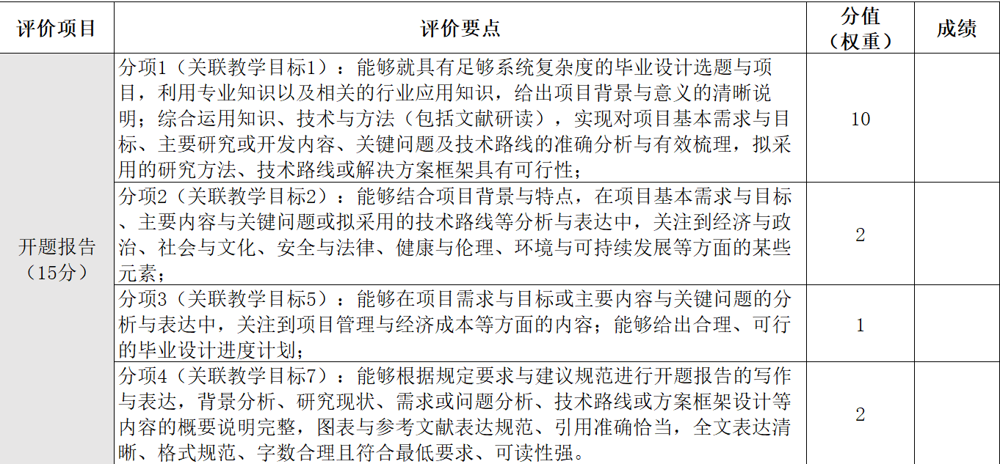 评价项目
评价要点
分值
（权重）
成绩
开题报告
（15分）
分项1（关联教学目标1）：能够就具有足够系统复杂度的毕业设计选题与项
目，利用专业知识以及相关的行业应用知识，给出项目背景与意义的清晰说
明；综合运用知识、技术与方法（包括文献研读），实现对项目基本需求与目
标、主要研究或开发内容、关键问题及技术路线的准确分析与有效梳理，拟采
用的研究方法、技术路线或解决方案框架具有可行性；
10
分项2（关联教学目标2）：能够结合项目背景与特点，在项目基本需求与目标
、主要内容与关键问题或拟采用的技术路线等分析与表达中，关注到经济与政
治、社会与文化、安全与法律、健康与伦理、环境与可持续发展等方面的某些
元素；
2
分项3（关联教学目标5）：能够在项目需求与目标或主要内容与关键问题的分
析与表达中，关注到项目管理与经济成本等方面的内容；能够给出合理、可行
的毕业设计进度计划；
1
分项4（关联教学目标7）：能够根据规定要求与建议规范进行开题报告的写作
与表达，背景分析、研究现状、需求或问题分析、技术路线或方案框架设计等
内容的概要说明完整，图表与参考文献表达规范、引用准确恰当，全文表达清
晰、格式规范、字数合理且符合最低要求、可读性强。
2